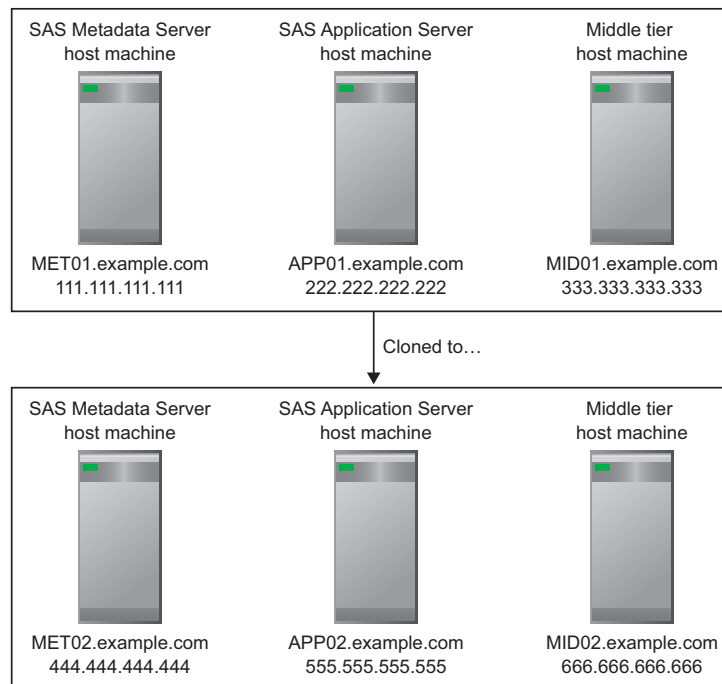 SAS Metadata Server
host machine
SAS Application Server
host machine
Middle tier
host machine
MET01.example.com
111.111.111.111
APP01.example.com
222.222.222.222
MID01.example.com
333.333.333.333
Cloned to…
SAS Metadata Server
host machine
SAS Application Server
host machine
Middle tier
host machine
MET02.example.com
444.444.444.444
APP02.example.com
555.555.555.555
MID02.example.com
666.666.666.666